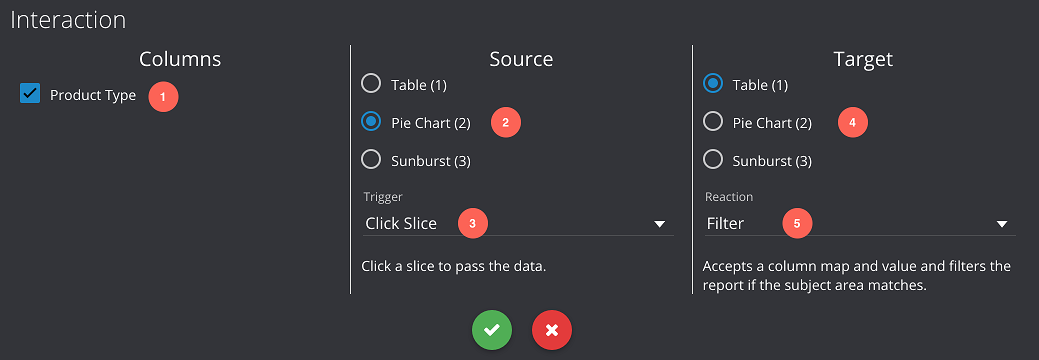 Interaction
Columns
Product Type 1
Source
Table (1)
Pie Chart (2) 2
Sunburst (3)
Trigger
Click Slice 3
Click a slice to pass the data.
Target
Table (1)
Pie Chart (2) 4
Sunburst (3)
Reaction
Filter 5
Accepts a column map and value and filters the
report if the subject area matches.